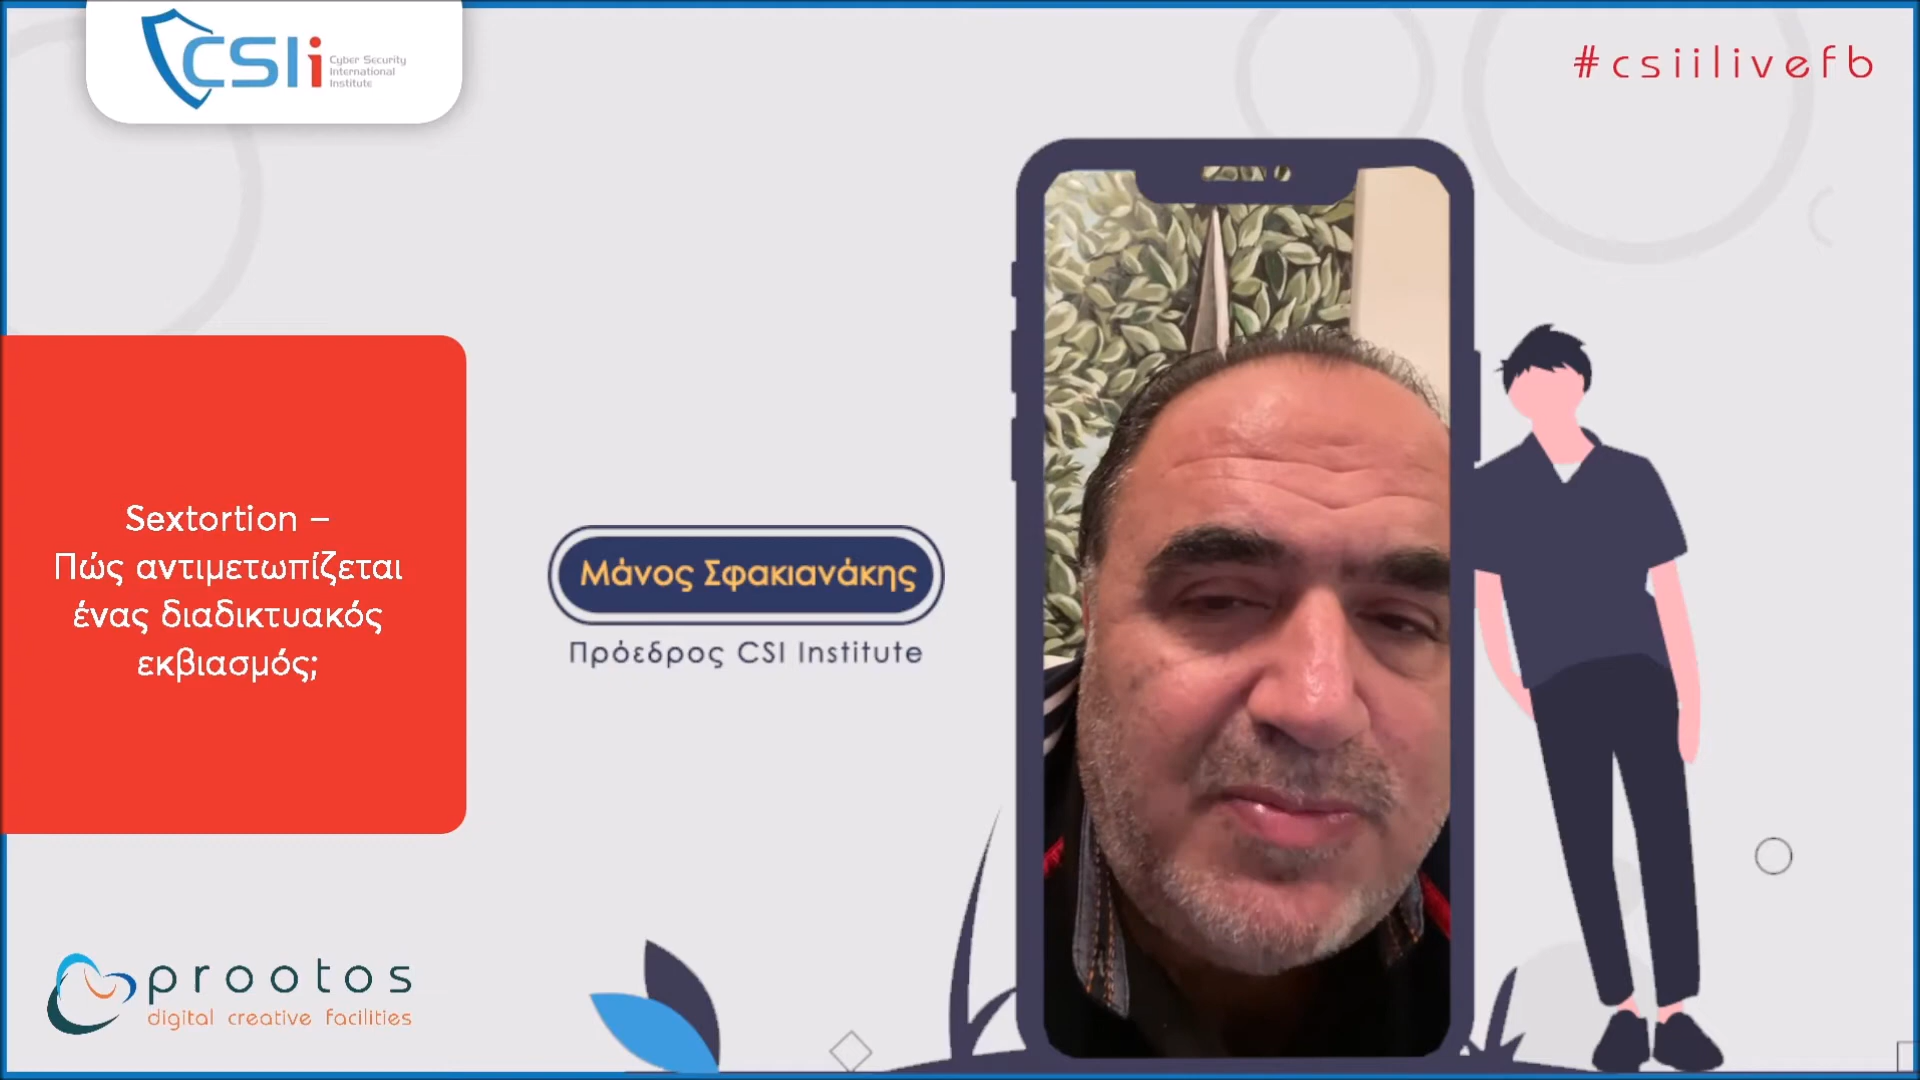 CSIi
Cyber Security
International
Institute
#csiilivefb
Sextortion –
Πώς αντιμετωπίζεται
ένας διαδικτυακός
εκβιασμός;
Μάνος Σφακιανάκης
Πρόεδρος CSI Institute
prootos
digital creative facilities